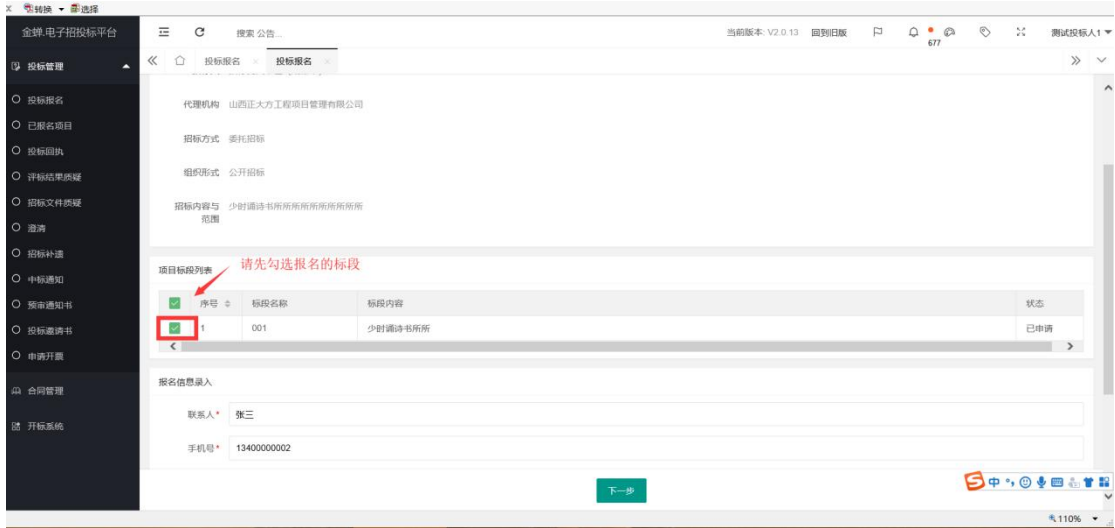 x 转换 ▼ 选择
金蝉.电子招投标平台
搜索 公告...
当前版本: V2.0.13 回到旧版
677
测试投标人1
投标管理
投标报名 × 投标报名 ×
投标报名
已报名项目
投标回执
评标结果质疑
招标文件质疑
澄清
招标补遗
中标通知
预审通知书
投标邀请书
申请开票
合同管理
开标系统
代理机构 山西正大方工程项目管理有限公司
招标方式 委托招标
组织形式 公开招标
招标内容与范围 少时诵诗书所所所所所所所所所所
项目标段列表
请先勾选报名的标段
序号 标段名称 标段内容 状态
1 001 少时诵诗书所所 已申请
报名信息录入
联系人* 张三
手机号* 13400000002
下一步
中
110%